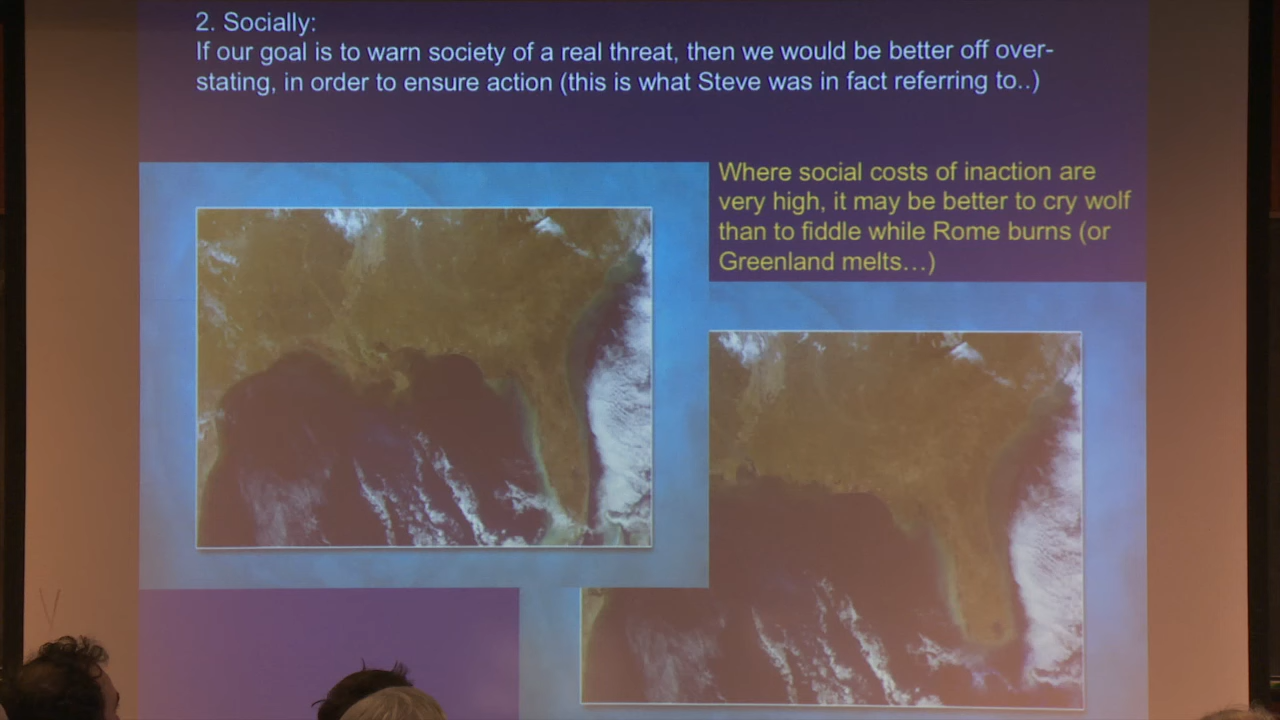 2. Socially:
If our goal is to warn society of a real threat, then we would be better off over-
stating, in order to ensure action (this is what Steve was in fact referring to..)
Where social costs of inaction are
very high, it may be better to cry wolf
than to fiddle while Rome burns (or
Greenland melts…)